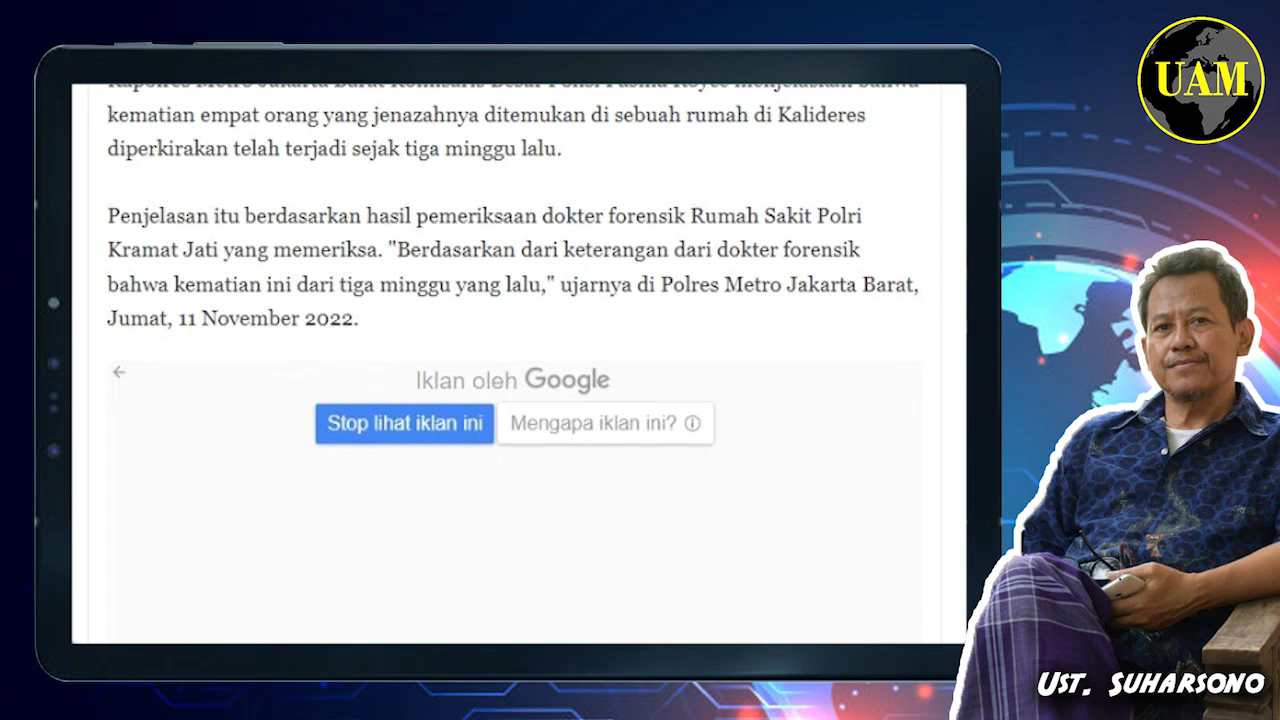 kematian empat orang yang jenazahnya ditemukan di sebuah rumah di Kalideres
diperkirakan telah terjadi sejak tiga minggu lalu.
Penjelasan itu berdasarkan hasil pemeriksaan dokter forensik Rumah Sakit Polri
Kramat Jati yang memeriksa. "Berdasarkan dari keterangan dari dokter forensik
bahwa kematian ini dari tiga minggu yang lalu," ujarnya di Polres Metro Jakarta Barat,
Jumat, 11 November 2022.
Iklan oleh Google
Stop lihat iklan ini
Mengapa iklan ini?
UAM
UST. SUHARSONO